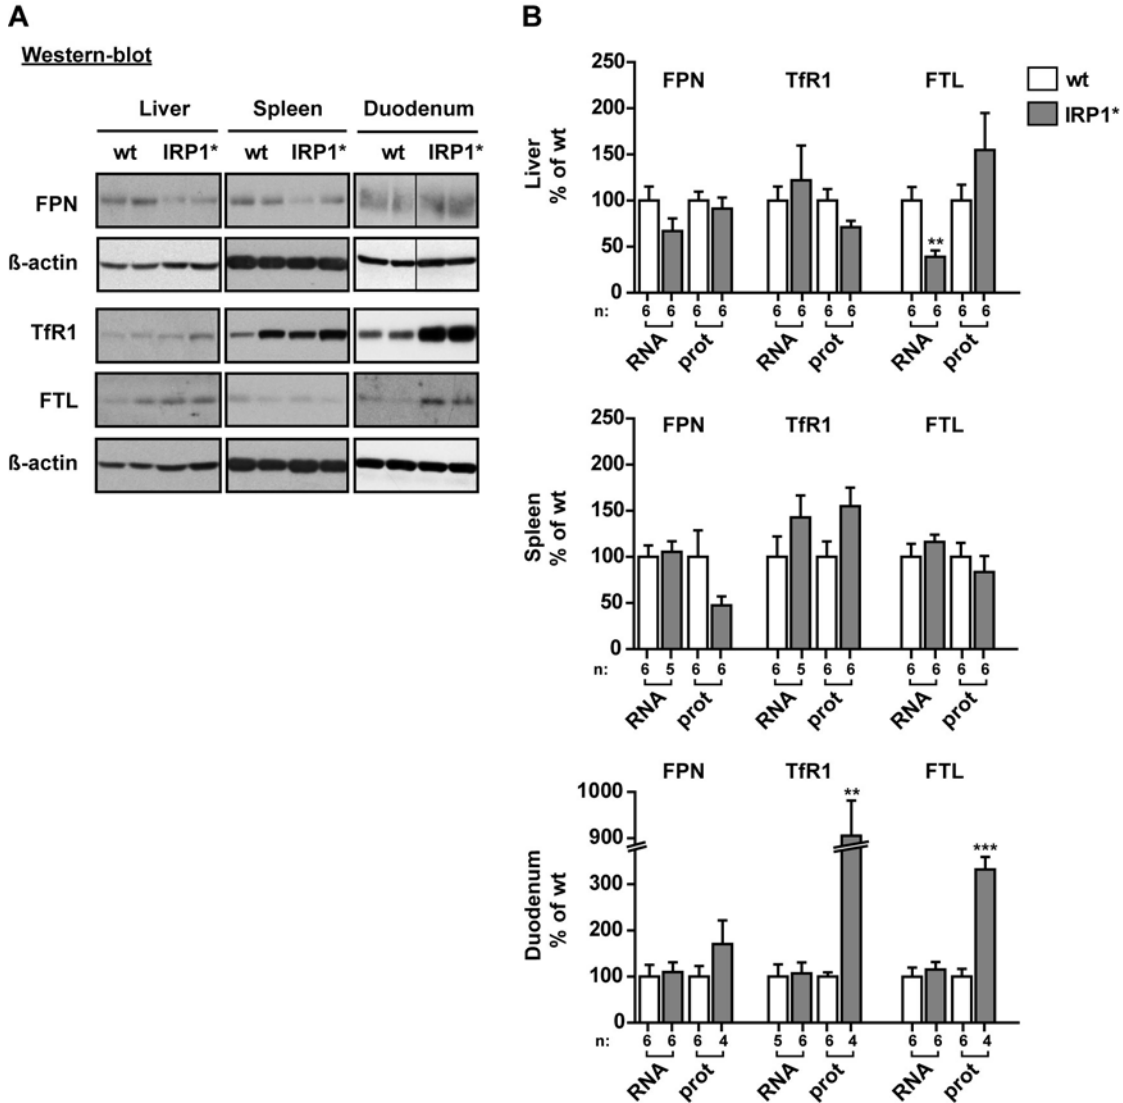 A
Western-blot
Liver Spleen Duodenum
wt IRP1* wt IRP1* wt IRP1*
FPN
ß-actin
TfR1
FTL
ß-actin
B
wt
IRP1*
FPN TfR1 FTL
Liver
% of wt
250
200
150
100
50
0
**
n: 6 6 6 6 6 6 6 6 6 6 6 6
RNA prot RNA prot RNA prot
FPN TfR1 FTL
Spleen
% of wt
250
200
150
100
50
0
n: 6 5 6 6 6 5 6 6 6 6 6 6
RNA prot RNA prot RNA prot
FPN TfR1 FTL
Duodenum
% of wt
1000
900
300
200
100
0
** ***
n: 6 6 6 4 5 6 6 4 6 6 6 4
RNA prot RNA prot RNA prot